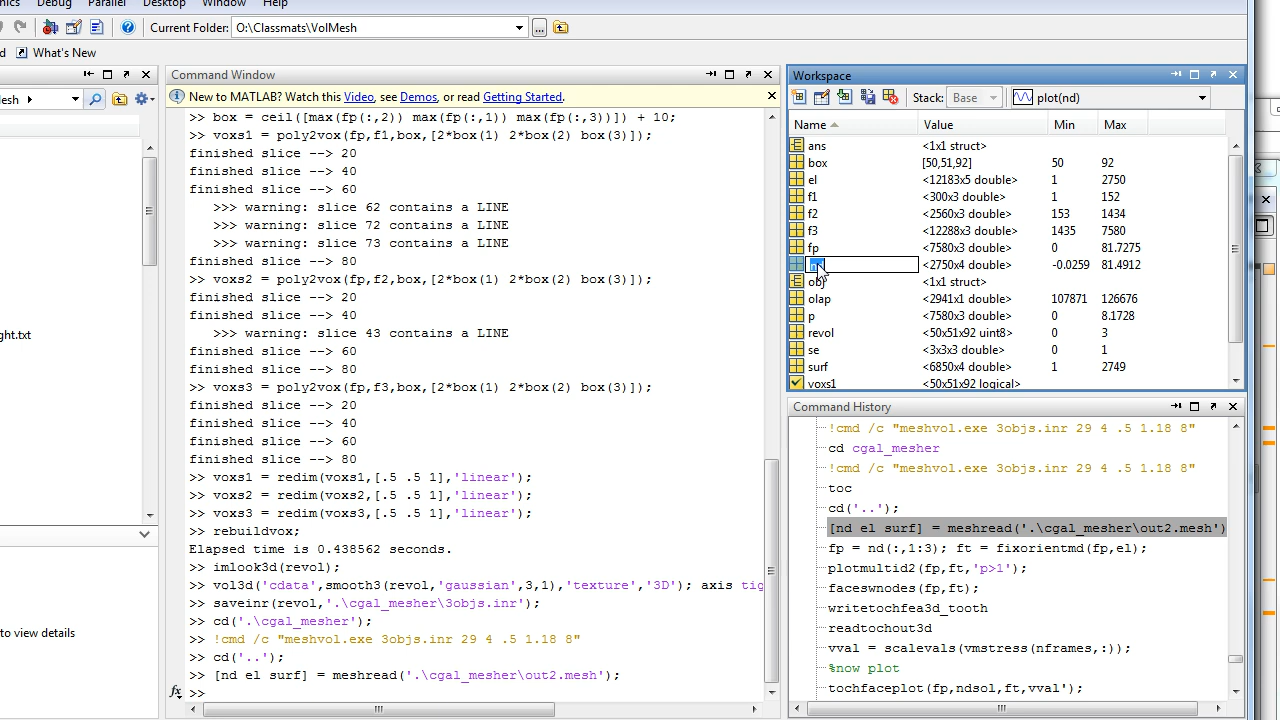 Debug Parallel Desktop Window Help
Current Folder: O:\Classmats\VolMesh
What's New
Command Window
New to MATLAB? Watch this Video, see Demos, or read Getting Started.
>> box = ceil([max(fp(:,2)) max(fp(:,1)) max(fp(:,3))]) + 10;
>> voxs1 = poly2vox(fp,f1,box,[2*box(1) 2*box(2) box(3)]);
finished slice --> 20
finished slice --> 40
finished slice --> 60
>>> warning: slice 62 contains a LINE
>>> warning: slice 72 contains a LINE
>>> warning: slice 73 contains a LINE
finished slice --> 80
>> voxs2 = poly2vox(fp,f2,box,[2*box(1) 2*box(2) box(3)]);
finished slice --> 20
finished slice --> 40
>>> warning: slice 43 contains a LINE
finished slice --> 60
finished slice --> 80
>> voxs3 = poly2vox(fp,f3,box,[2*box(1) 2*box(2) box(3)]);
finished slice --> 20
finished slice --> 40
finished slice --> 60
finished slice --> 80
>> voxs1 = redim(voxs1,[.5 .5 1],'linear');
>> voxs2 = redim(voxs2,[.5 .5 1],'linear');
>> voxs3 = redim(voxs3,[.5 .5 1],'linear');
>> rebuildvox;
Elapsed time is 0.438562 seconds.
>> imlook3d(revol);
>> vol3d('cdata',smooth3(revol,'gaussian',3,1),'texture','3D'); axis tig
>> saveinr(revol,'.\cgal_mesher\3objs.inr');
>> cd('.\cgal_mesher');
>> !cmd /c "meshvol.exe 3objs.inr 29 4 .5 1.18 8"
>> cd('..');
>> [nd el surf] = meshread('.\cgal_mesher\out2.mesh');
fx >>
ght.txt
to view details
Workspace
Stack: Base plot(nd)
Name Value Min Max
ans <1x1 struct>
box [50,51,92] 50 92
el <12183x5 double> 1 2750
f1 <300x3 double> 1 152
f2 <2560x3 double> 153 1434
f3 <12288x3 double> 1435 7580
fp <7580x3 double> 0 81.7275
<2750x4 double> -0.0259 81.4912
obj <1x1 struct>
olap <2941x1 double> 107871 126676
p <7580x3 double> 0 8.1728
revol <50x51x92 uint8> 0 3
se <3x3x3 double> 0 1
surf <6850x4 double> 1 2749
voxs1 <50x51x92 logical>
Command History
!cmd /c "meshvol.exe 3objs.inr 29 4 .5 1.18 8"
cd cgal_mesher
!cmd /c "meshvol.exe 3objs.inr 29 4 .5 1.18 8"
toc
cd('..');
[nd el surf] = meshread('.\cgal_mesher\out2.mesh')
fp = nd(:,1:3); ft = fixorientmd(fp,el);
plotmultid2(fp,ft,'p>1');
faceswnodes(fp,ft);
writetochfea3d_tooth
readtochout3d
vval = scalevals(vmstress(nframes,:));
%now plot
tochfaceplot(fp,ndsol,ft,vval');